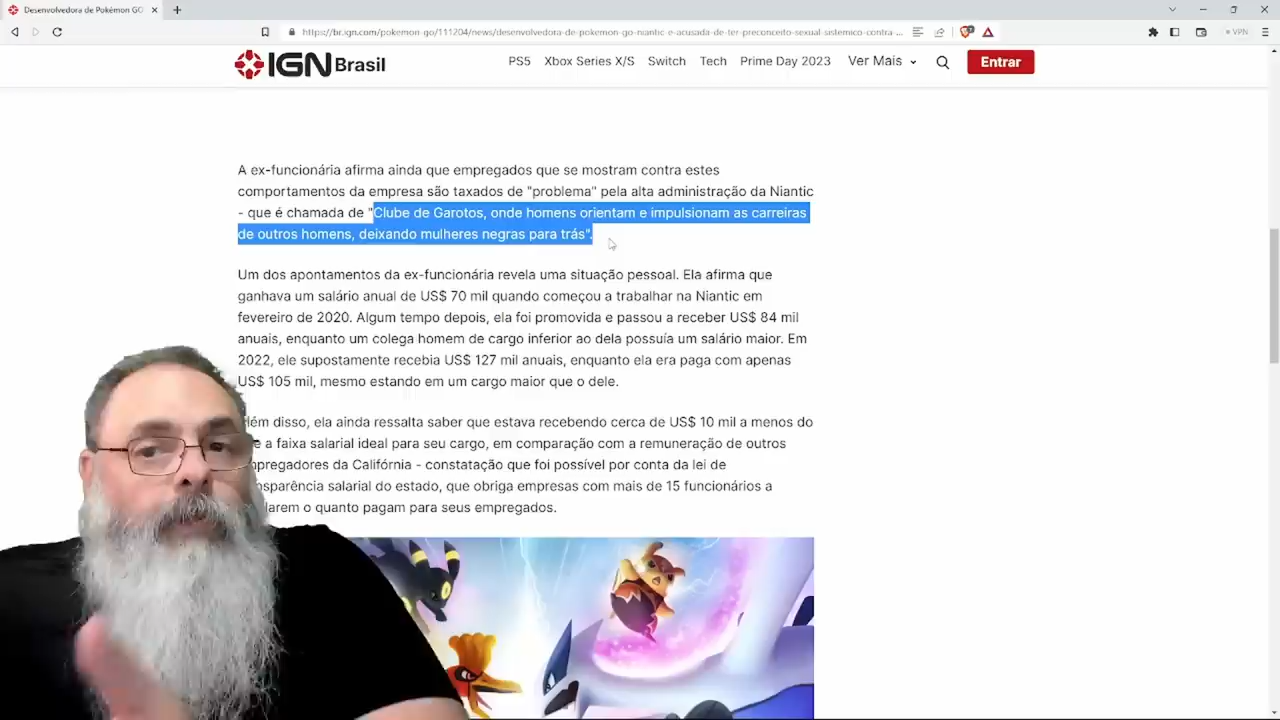 Desenvolvedora de Pokémon GO
https://br.ign.com/pokemon-go/111204/news/desenvolvedora-de-pokemon-go-niantic-e-acusada-de-ter-preconceito-sexual-sistemico-contra-...
VPN
IGN Brasil
PS5 Xbox Series X/S Switch Tech Prime Day 2023 Ver Mais Entrar
A ex-funcionária afirma ainda que empregados que se mostram contra estes
comportamentos da empresa são taxados de "problema" pela alta administração da Niantic
- que é chamada de "Clube de Garotos, onde homens orientam e impulsionam as carreiras
de outros homens, deixando mulheres negras para trás".
Um dos apontamentos da ex-funcionária revela uma situação pessoal. Ela afirma que
ganhava um salário anual de US$ 70 mil quando começou a trabalhar na Niantic em
fevereiro de 2020. Algum tempo depois, ela foi promovida e passou a receber US$ 84 mil
anuais, enquanto um colega homem de cargo inferior ao dela possuía um salário maior. Em
2022, ele supostamente recebia US$ 127 mil anuais, enquanto ela era paga com apenas
US$ 105 mil, mesmo estando em um cargo maior que o dele.
lém disso, ela ainda ressalta saber que estava recebendo cerca de US$ 10 mil a menos do
e a faixa salarial ideal para seu cargo, em comparação com a remuneração de outros
mpregadores da Califórnia - constatação que foi possível por conta da lei de
nsparência salarial do estado, que obriga empresas com mais de 15 funcionários a
larem o quanto pagam para seus empregados.